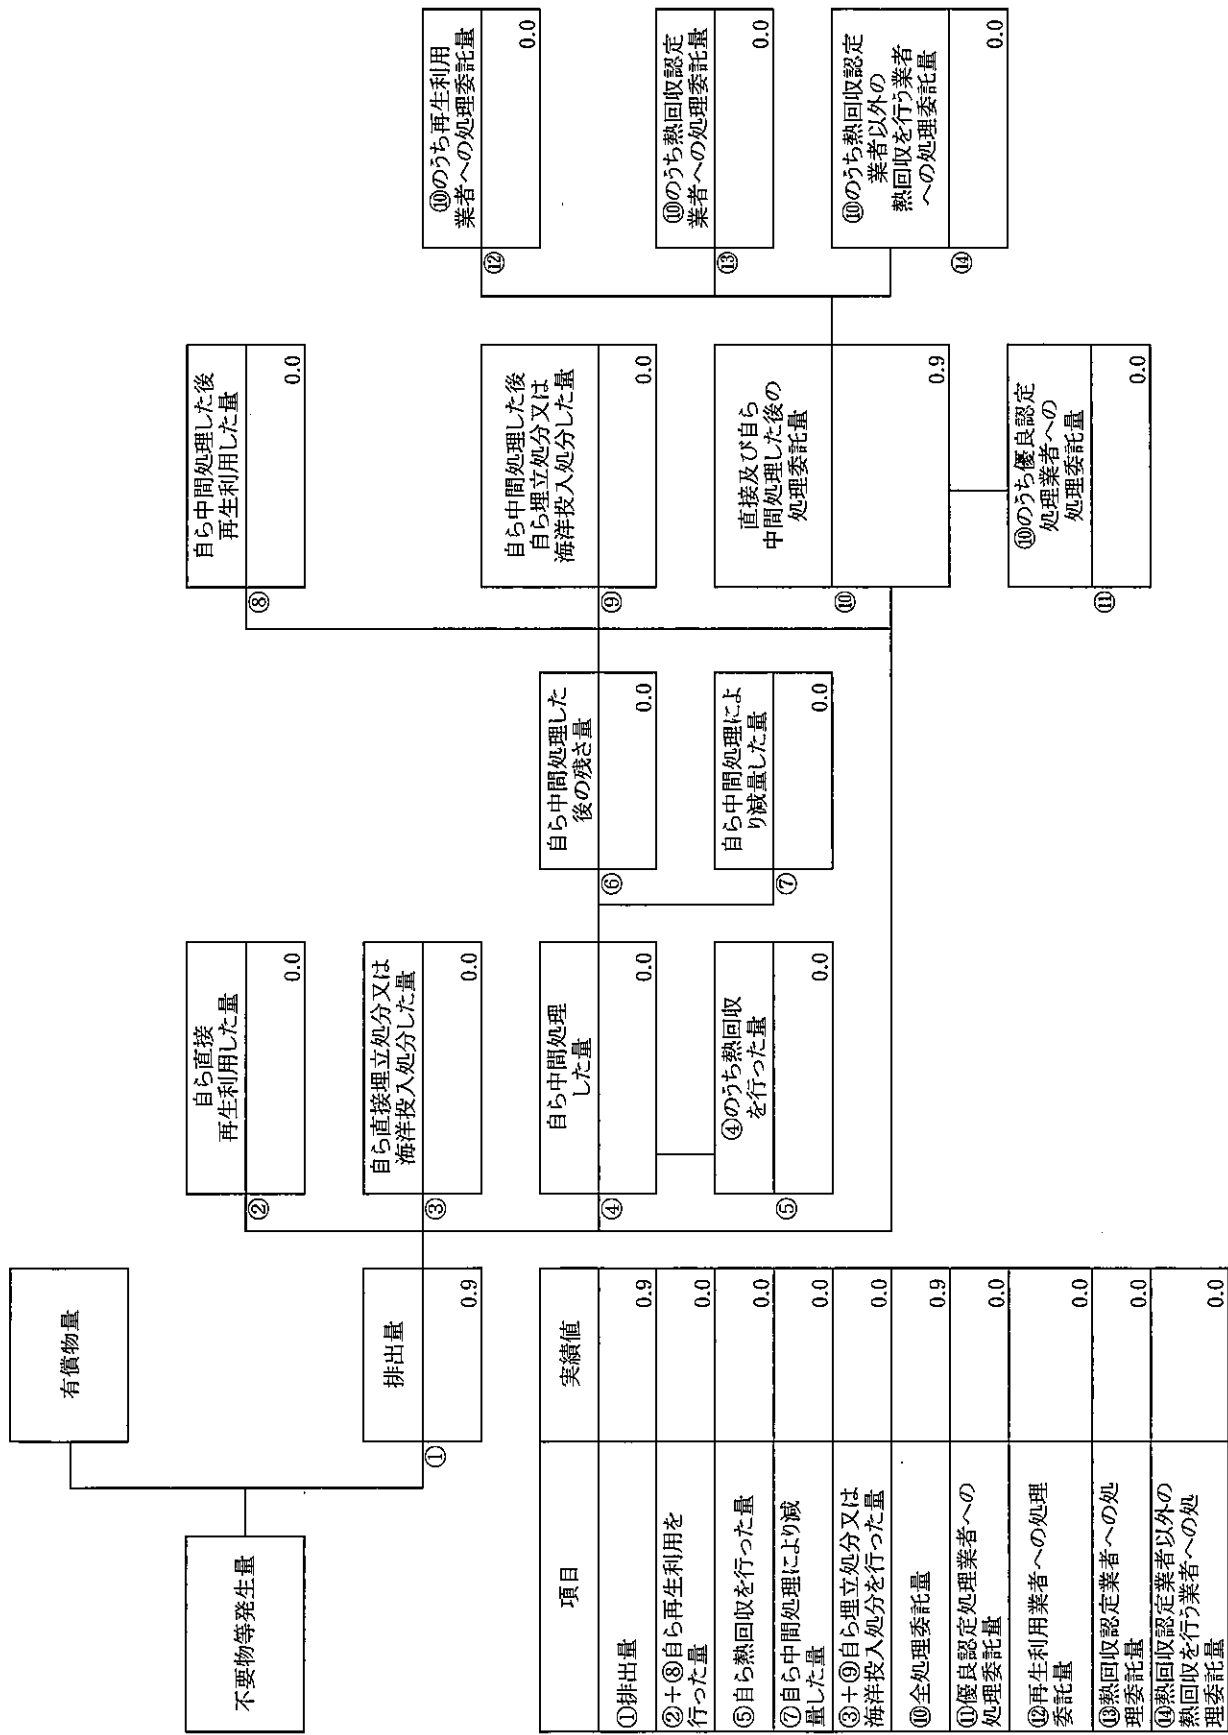 不要物等発生量
有償物量
①
排出量
0.9
②
自ら直接
再生利用した量
0.0
③
自ら直接埋立処分又は
海洋投入処分した量
0.0
④
自ら中間処理
した量
0.0
⑤
④のうち熱回収
を行った量
0.0
⑥
自ら中間処理した
後の残さ量
0.0
⑦
自ら中間処理によ
り減量した量
0.0
⑧
自ら中間処理した後
再生利用した量
0.0
⑨
自ら中間処理した後
自ら埋立処分又は
海洋投入処分した量
0.0
⑩
直接及び自ら
中間処理した後の
処理委託量
0.9
⑪
⑩のうち優良認定
処理業者への
処理委託量
0.0
⑫
⑩のうち再生利用
業者への処理委託量
0.0
⑬
⑩のうち熱回収認定
業者への処理委託量
0.0
⑭
⑩のうち熱回収認定
業者以外の
熱回収を行う業者
への処理委託量
0.0
項目 実績値
①排出量 0.9
②+⑧自ら再生利用を
行った量 0.0
⑤自ら熱回収を行った量 0.0
⑦自ら中間処理により減
量した量 0.0
③+⑨自ら埋立処分又は
海洋投入処分を行った量 0.0
⑩全処理委託量 0.9
⑪優良認定処理業者への
処理委託量 0.0
⑫再生利用業者への処理
委託量 0.0
⑬熱回収認定業者への処
理委託量 0.0
⑭熱回収認定業者以外の
熱回収を行う業者への処
理委託量 0.0